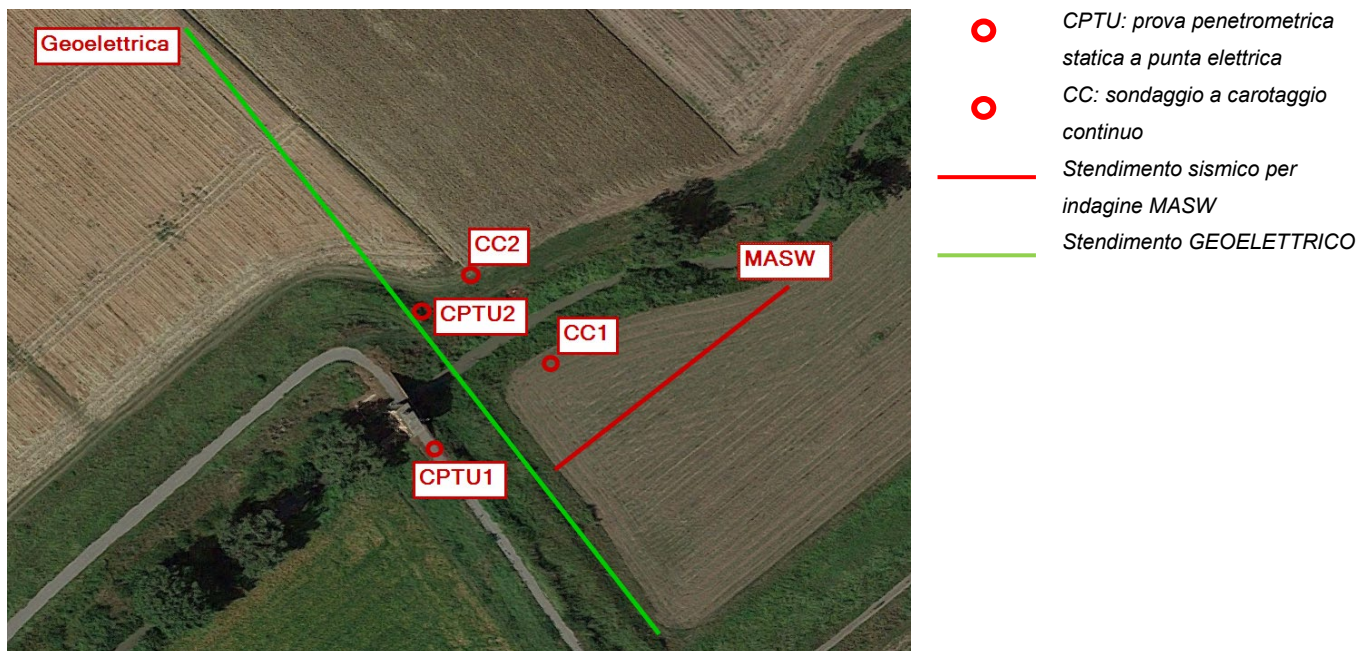 Geoelettrica
CC2
MASW
CPTU2
CC1
CPTU1
CPTU: prova penetrometrica
statica a punta elettrica
CC: sondaggio a carotaggio
continuo
Stendimento sismico per
indagine MASW
Stendimento GEOELETTRICO